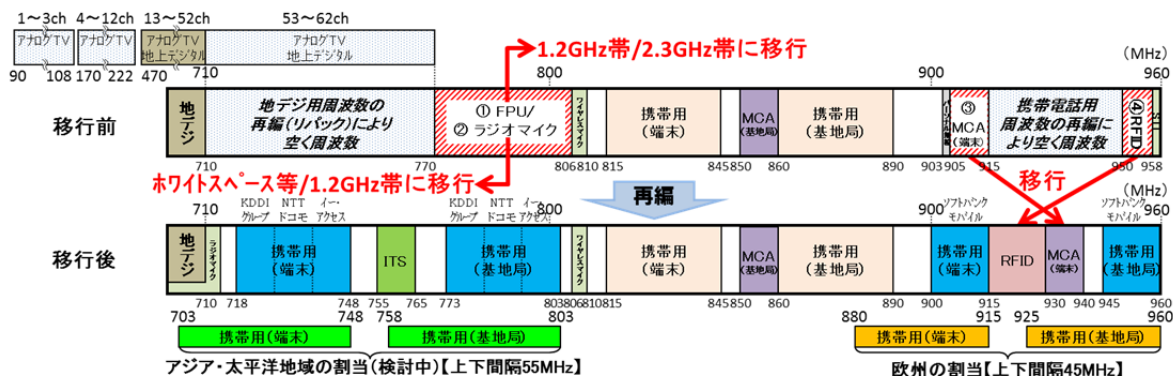 1～3ch 4～12ch 13～52ch 53～62ch
アナログTV アナログTV アナログTV アナログTV
地上デジタル 地上デジタル
90 108 170 222 470 710
1.2GHz帯/2.3GHz帯に移行
800 900 (MHz) 960
移行前
地デジ
地デジ用周波数の
再編(リパック)により
空く周波数
① FPU/
② ラジオマイク
ワイヤレスマイク
携帯用
(端末)
MCA
(基地局)
携帯用
(基地局)
③
MCA
(端末)
携帯電話用
周波数の再編に
より空く周波数
④RFID
710 770 806 810 815 845 850 860 890 903 905 915 950 958
ホワイトスペース等/1.2GHz帯に移行
再編
移行
710 800 900 (MHz) 960
KDDI
グループ
NTT
ドコモ
イー・
アクセス
KDDI
グループ
NTT
ドコモ
イー・
アクセス
ソフトバンク
モバイル
ソフトバンク
モバイル
移行後
地デジ
ラジオマイク
携帯用
(端末)
ITS
携帯用
(基地局)
ワイヤレスマイク
携帯用
(端末)
MCA
(基地局)
携帯用
(基地局)
携帯用
(端末)
RFID
MCA
(端末)
携帯用
(基地局)
710 718 748 755 765 773 803 806 810 815 845 850 860 890 900 915 930 940 945 960
703 748 758 803 880 915 925 960
携帯用(端末) 携帯用(基地局) 携帯用(端末) 携帯用(基地局)
アジア・太平洋地域の割当(検討中)【上下間隔55MHz】 欧州の割当【上下間隔45MHz】